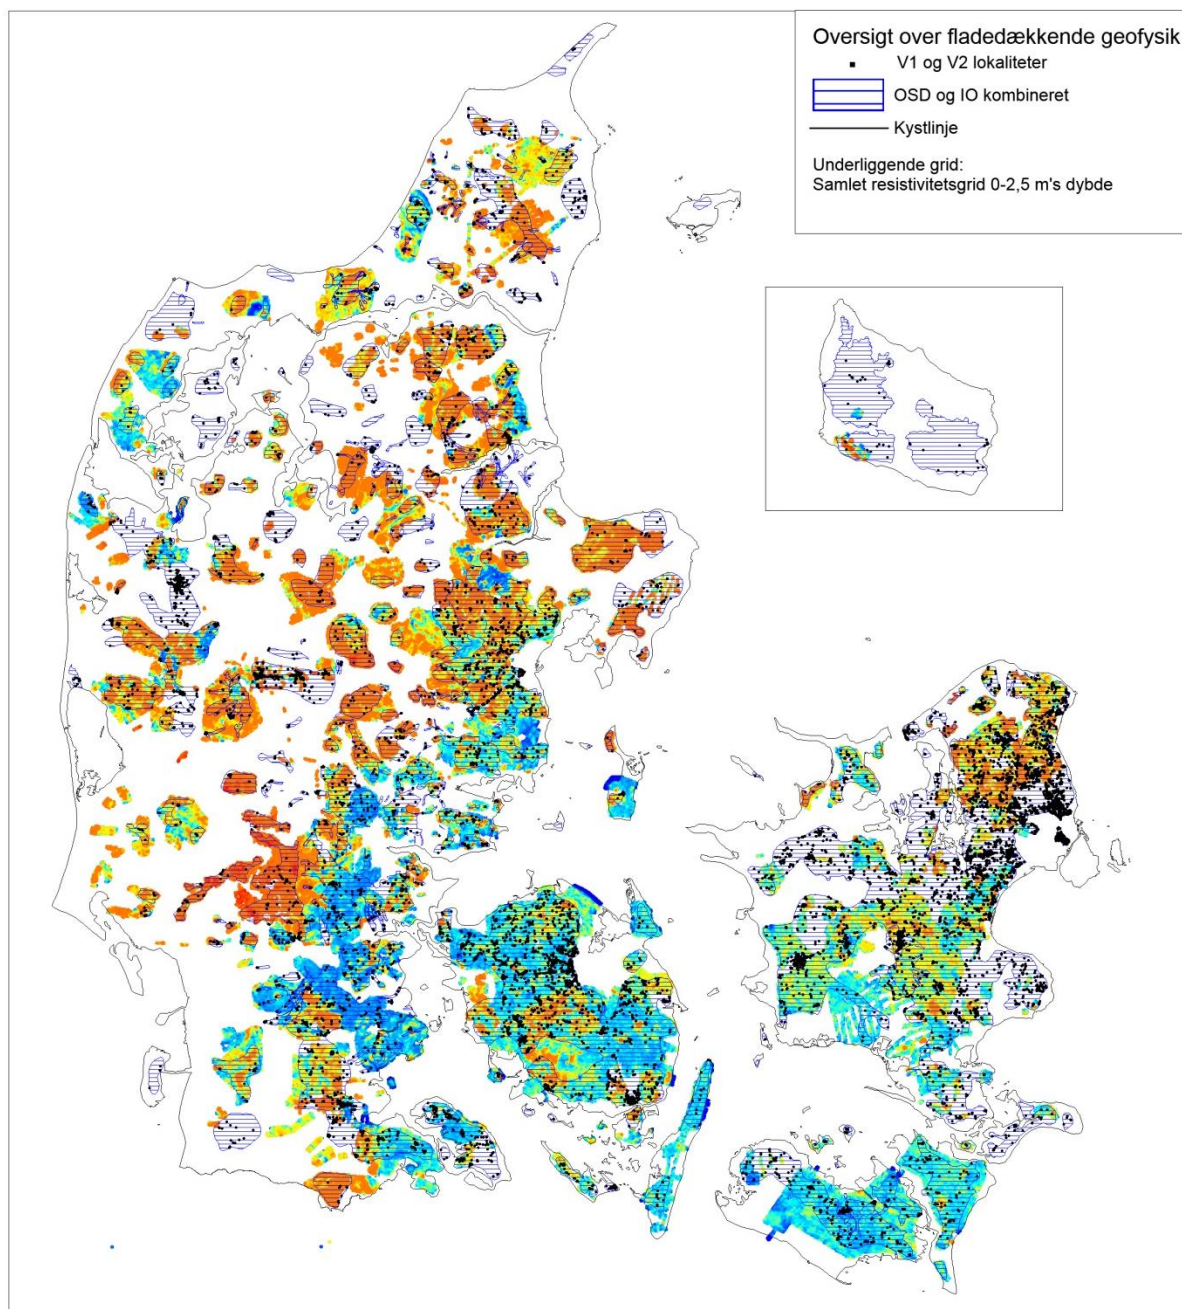 Oversigt over fladedækkende geofysik
V1 og V2 lokaliteter
OSD og IO kombineret
Kystlinje
Underliggende grid:
Samlet resistivitetsgrid 0-2,5 m's dybde